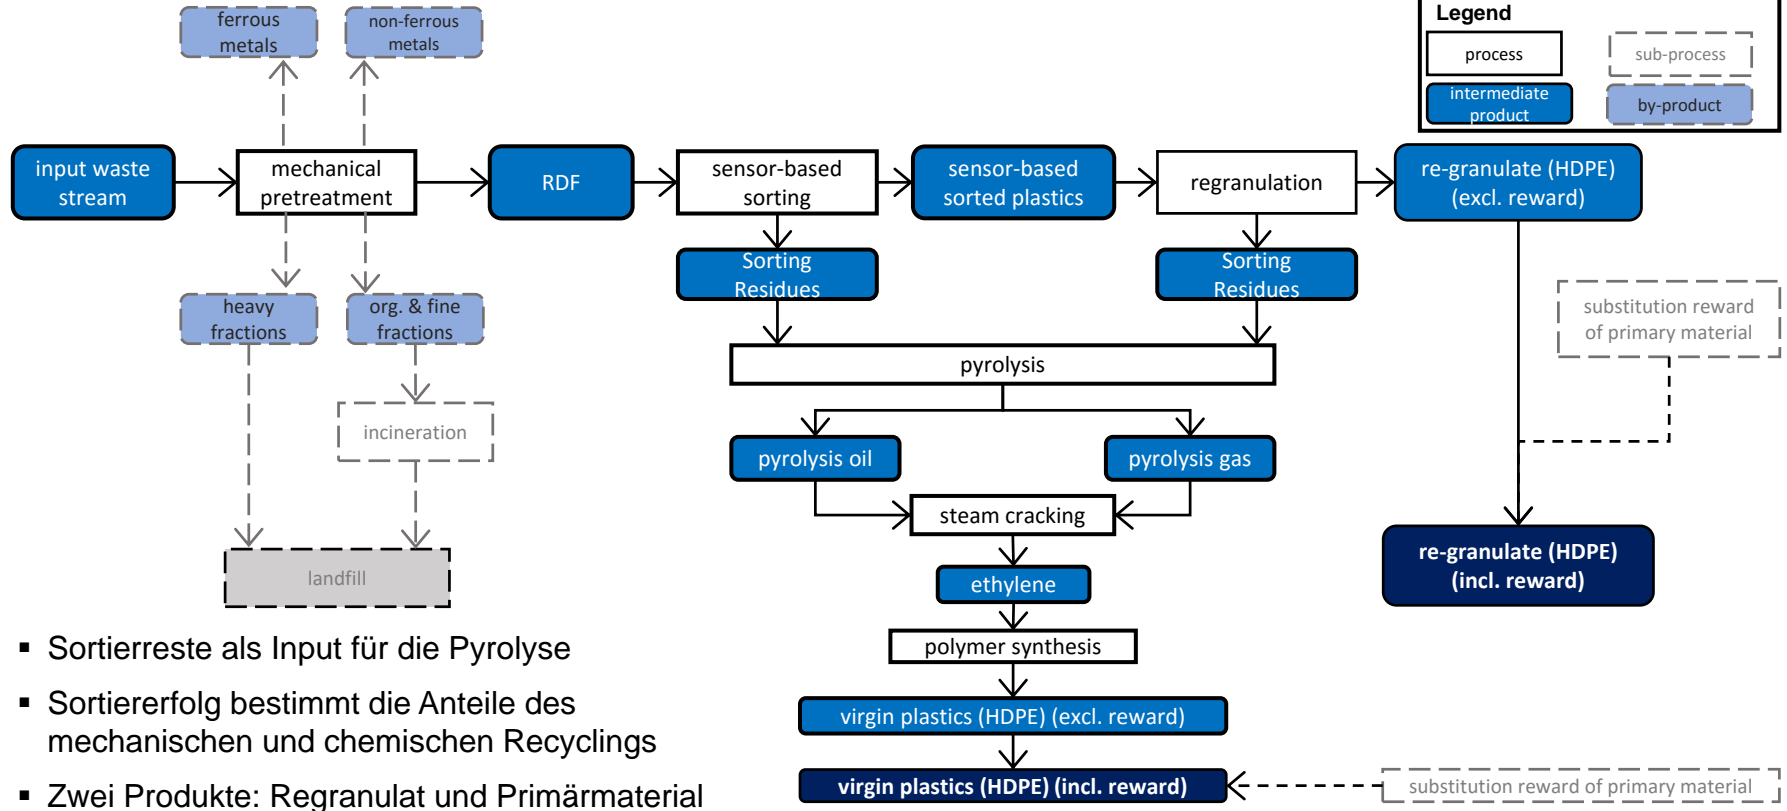 Legend
process
sub-process
intermediate
product
by-product
ferrous
metals
non-ferrous
metals
input waste
stream
mechanical
pretreatment
RDF
sensor-based
sorting
sensor-based
sorted plastics
regranulation
re-granulate (HDPE)
(excl. reward)
Sorting
Residues
Sorting
Residues
heavy
fractions
org. & fine
fractions
substitution reward
of primary material
pyrolysis
incineration
pyrolysis oil
pyrolysis gas
steam cracking
landfill
ethylene
re-granulate (HDPE)
(incl. reward)
polymer synthesis
virgin plastics (HDPE) (excl. reward)
virgin plastics (HDPE) (incl. reward)
substitution reward of primary material
▪ Sortierreste als Input für die Pyrolyse
▪ Sortiererfolg bestimmt die Anteile des
mechanischen und chemischen Recyclings
▪ Zwei Produkte: Regranulat und Primärmaterial